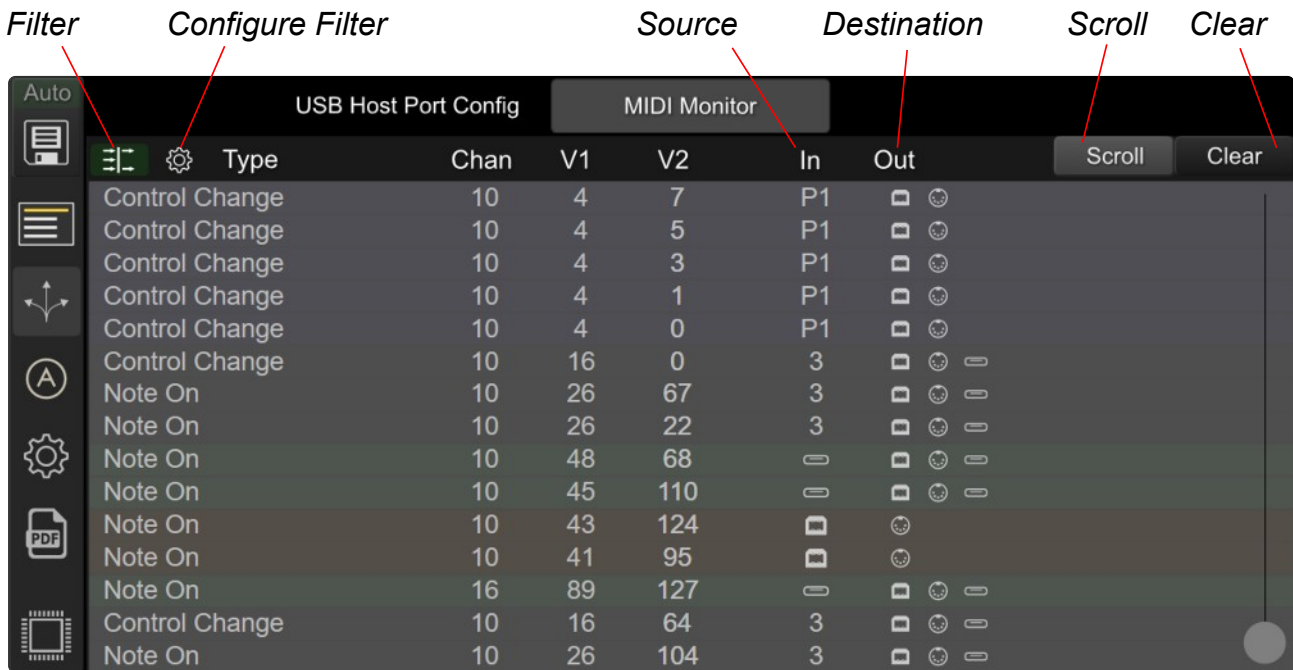 Filter Configure Filter Source Destination Scroll Clear
Auto USB Host Port Config MIDI Monitor
Type Chan V1 V2 In Out Scroll Clear
Control Change 10 4 7 P1
Control Change 10 4 5 P1
Control Change 10 4 3 P1
Control Change 10 4 1 P1
Control Change 10 4 0 P1
Control Change 10 16 0 3
Note On 10 26 67 3
Note On 10 26 22 3
Note On 10 48 68
Note On 10 45 110
Note On 10 43 124
Note On 10 41 95
Note On 16 89 127
Control Change 10 16 64 3
Note On 10 26 104 3
A
PDF